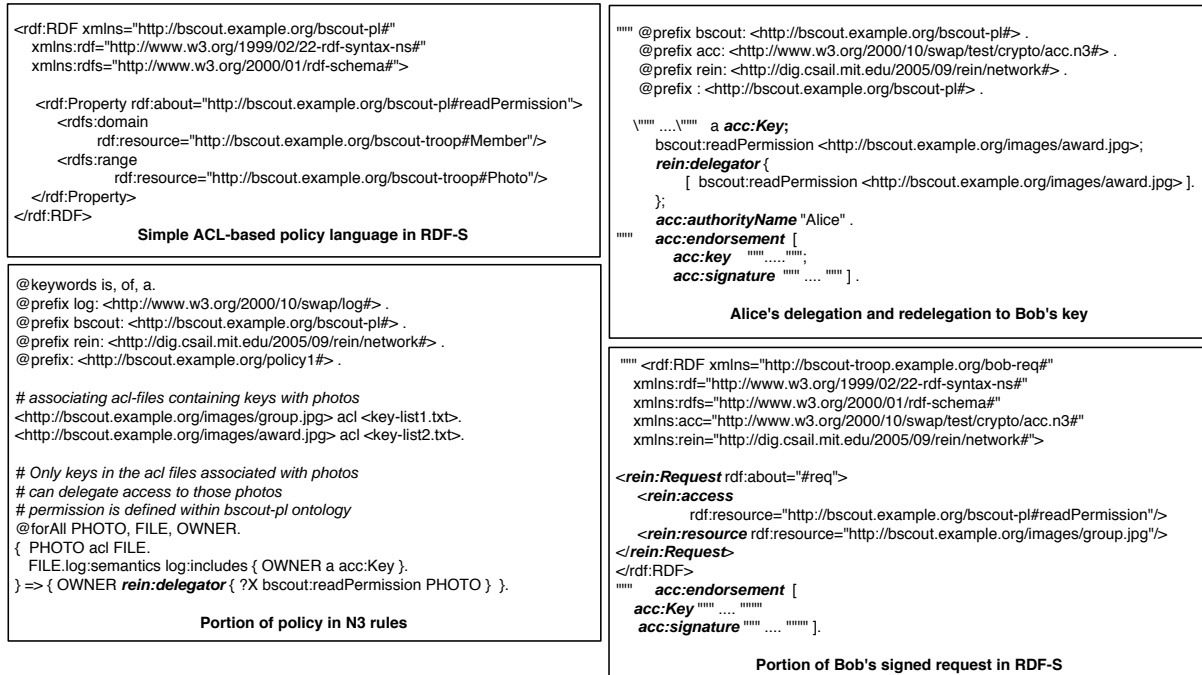 <rdf:RDF xmlns="http://bscout.example.org/bscout-pl#"
xmlns:rdf="http://www.w3.org/1999/02/22-rdf-syntax-ns#"
xmlns:rdfs="http://www.w3.org/2000/01/rdf-schema#">
<rdf:Property rdf:about="http://bscout.example.org/bscout-pl#readPermission">
<rdfs:domain
rdf:resource="http://bscout.example.org/bscout-troop#Member"/>
<rdfs:range
rdf:resource="http://bscout.example.org/bscout-troop#Photo"/>
</rdf:Property>
</rdf:RDF>
Simple ACL-based policy language in RDF-S
@keywords is, of, a.
@prefix log: <http://www.w3.org/2000/10/swap/log#> .
@prefix bscout: <http://bscout.example.org/bscout-pl#> .
@prefix rein: <http://dig.csail.mit.edu/2005/09/rein/network#> .
@prefix: <http://bscout.example.org/policy1#> .
# associating acl-files containing keys with photos
<http://bscout.example.org/images/group.jpg> acl <key-list1.txt>.
<http://bscout.example.org/images/award.jpg> acl <key-list2.txt>.
# Only keys in the acl files associated with photos
# can delegate access to those photos
# permission is defined within bscout-pl ontology
@forAll PHOTO, FILE, OWNER.
{ PHOTO acl FILE.
FILE.log:semantics log:includes { OWNER a acc:Key }.
} => { OWNER rein:delegator { ?X bscout:readPermission PHOTO } }.
Portion of policy in N3 rules
""" @prefix bscout: <http://bscout.example.org/bscout-pl#> .
@prefix acc: <http://www.w3.org/2000/10/swap/test/crypto/acc.n3#> .
@prefix rein: <http://dig.csail.mit.edu/2005/09/rein/network#> .
@prefix : <http://bscout.example.org/bscout-pl#> .
\""" ....\""" a acc:Key;
bscout:readPermission <http://bscout.example.org/images/award.jpg>;
rein:delegator {
[ bscout:readPermission <http://bscout.example.org/images/award.jpg> ].
};
acc:authorityName "Alice" .
""" acc:endorsement [
acc:key """.....""";
acc:signature """ .... """ ] .
Alice's delegation and redelegation to Bob's key
""" <rdf:RDF xmlns="http://bscout-troop.example.org/bob-req#"
xmlns:rdf="http://www.w3.org/1999/02/22-rdf-syntax-ns#"
xmlns:rdfs="http://www.w3.org/2000/01/rdf-schema#"
xmlns:acc="http://www.w3.org/2000/10/swap/test/crypto/acc.n3#"
xmlns:rein="http://dig.csail.mit.edu/2005/09/rein/network#">
<rein:Request rdf:about="#req">
<rein:access
rdf:resource="http://bscout.example.org/bscout-pl#readPermission"/>
<rein:resource rdf:resource="http://bscout.example.org/images/group.jpg"/>
</rein:Request>
</rdf:RDF>
""" acc:endorsement [
acc:Key """ .... """"
acc:signature """ .... """" ].
Portion of Bob's signed request in RDF-S